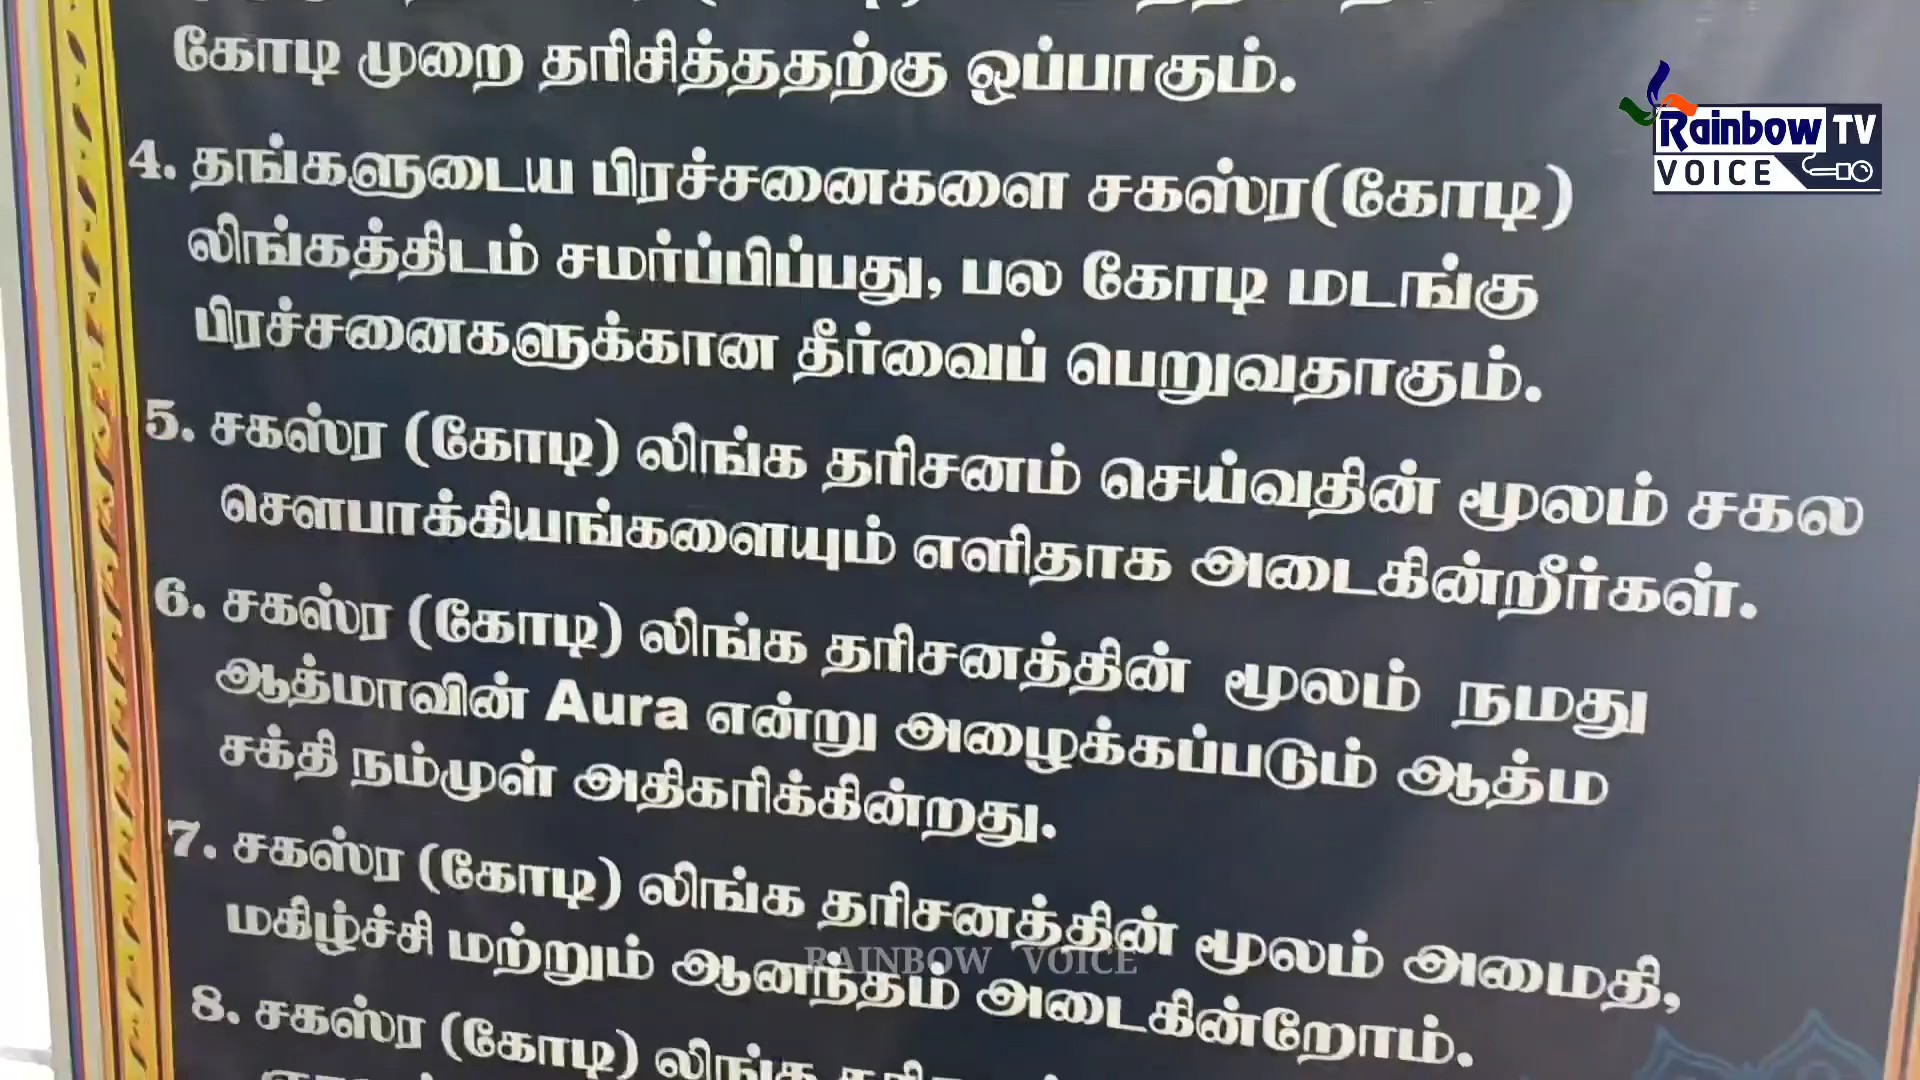 கோடி முறை தரிசித்ததற்கு ஒப்பாகும்.
4. தங்களுடைய பிரச்சனைகளை சகஸ்ர(கோடி)
லிங்கத்திடம் சமர்ப்பிப்பது, பல கோடி மடங்கு
பிரச்சனைகளுக்கான தீர்வைப் பெறுவதாகும்.
5. சகஸ்ர (கோடி) லிங்க தரிசனம் செய்வதின் மூலம் சகல
சௌபாக்கியங்களையும் எளிதாக அடைகின்றீர்கள்.
6. சகஸ்ர (கோடி) லிங்க தரிசனத்தின் மூலம் நமது
ஆத்மாவின் Aura என்று அழைக்கப்படும் ஆத்ம
சக்தி நம்முள் அதிகரிக்கின்றது.
7. சகஸ்ர (கோடி) லிங்க தரிசனத்தின் மூலம் அமைதி,
மகிழ்ச்சி மற்றும் ஆனந்தம் அடைகின்றோம்.
8. சகஸ்ர (கோடி) லிங்க
Rainbow TV
VOICE
RAINBOW VOICE